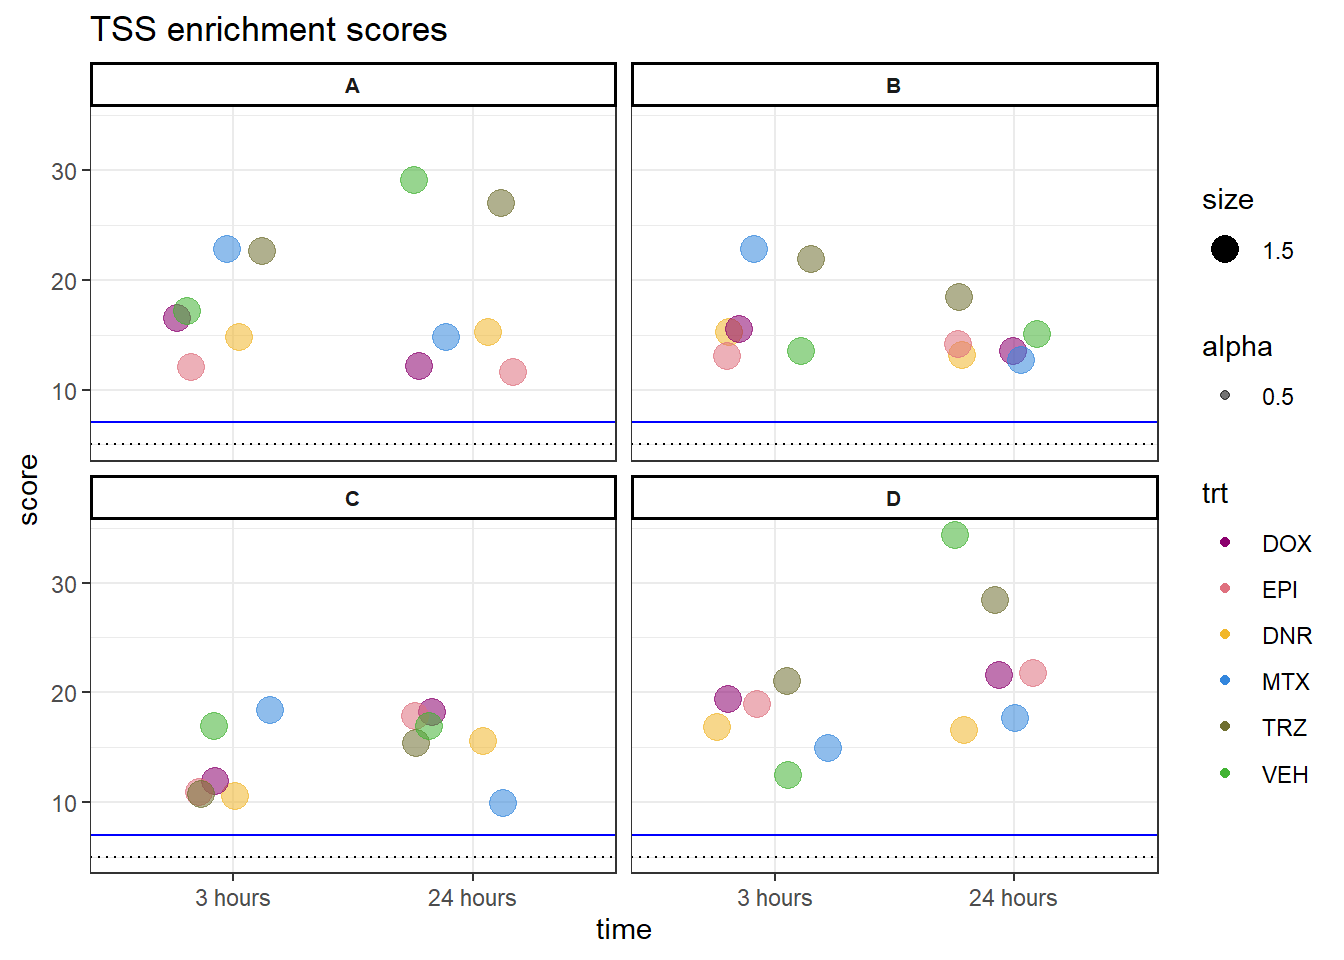 TSS enrichment scores
A
B
30
20
10
C
D
30
20
10
score
3 hours
24 hours
3 hours
24 hours
time
size
1.5
alpha
0.5
trt
DOX
EPI
DNR
MTX
TRZ
VEH